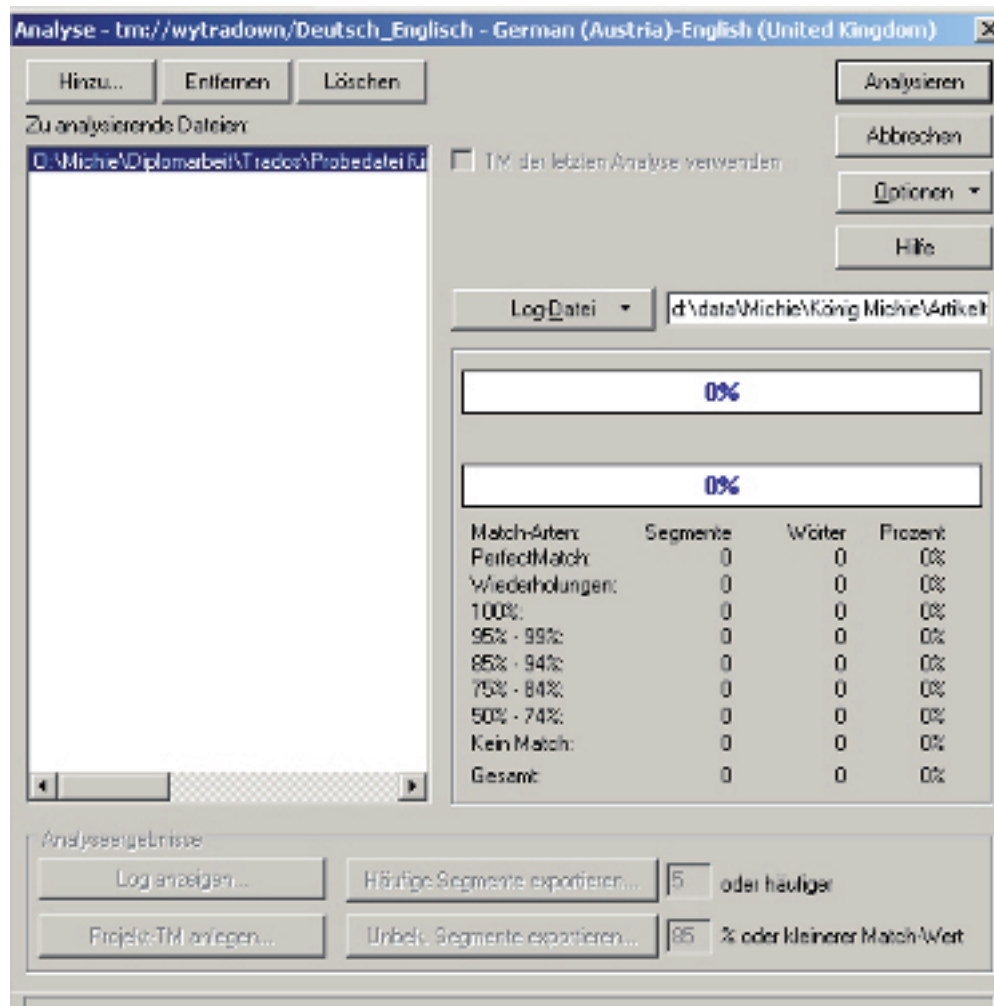 Analyse - tm://wytradown/Deutsch_Englisch - German (Austria)-English (United Kingdom)
Hinzu... Entfernen Löschen Analysieren
Zu analysierende Dateien: Abbrechen
O:\Michie\Diplomarbeit\Trados\Probedatei für TM der letzten Analyse verwenden
Optionen
Hilfe
Log-Datei d:\data\Michie\König Michie\Artikelt
0%
0%
Match-Arten: Segmente Wörter Prozent
PerfectMatch: 0 0 0%
Wiederholungen: 0 0 0%
100%: 0 0 0%
95% - 99%: 0 0 0%
85% - 94%: 0 0 0%
75% - 84%: 0 0 0%
50% - 74%: 0 0 0%
Kein Match: 0 0 0%
Gesamt: 0 0 0%
Analyseergebnisse
Log anzeigen... Häufige Segmente exportieren... 5 oder häufiger
Projekt-TM anlegen... Unbek. Segmente exportieren... 85 % oder kleinerer Match-Wert